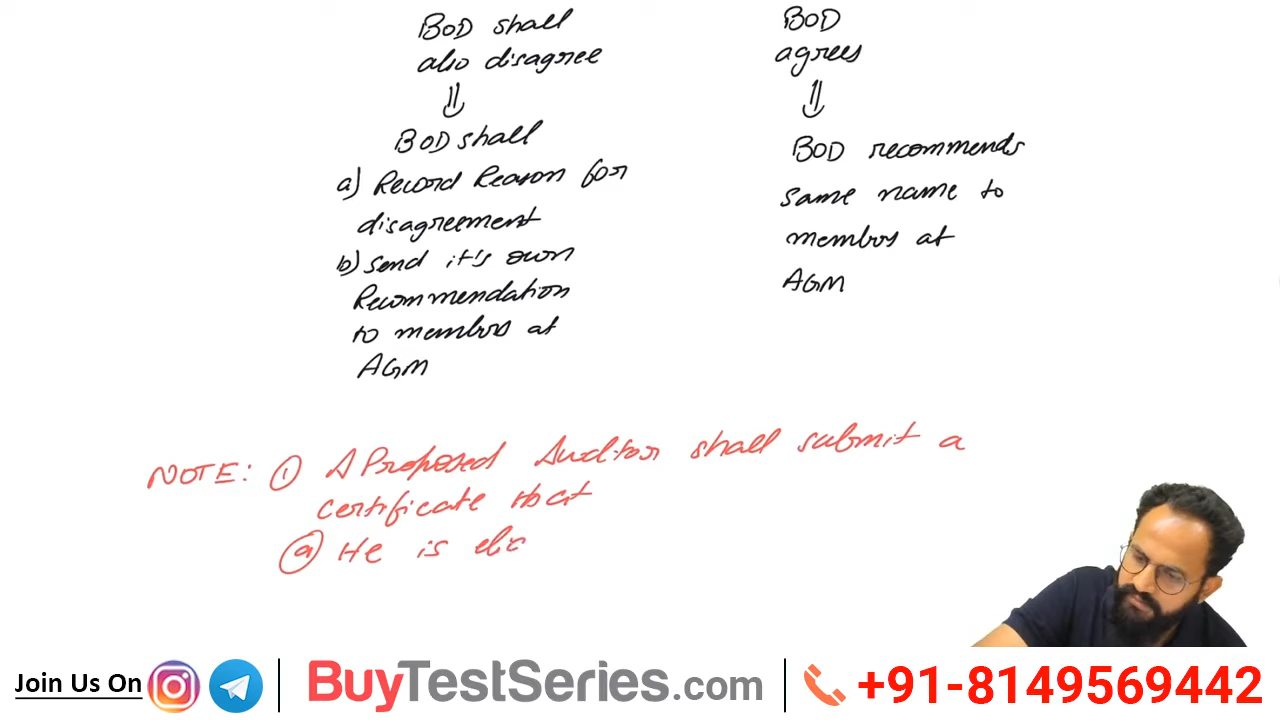 BOD shall
also disagree
BOD shall
a) Record Reason for
disagreement
b) Send it's own
Recommendation
to members at
AGM
BOD
agrees
BOD recommends
same name to
members at
AGM
NOTE: ① A Proposed Auditor shall submit a
certificate that
ⓐ He is
Join Us On
BuyTestSeries.com
+91-8149569442